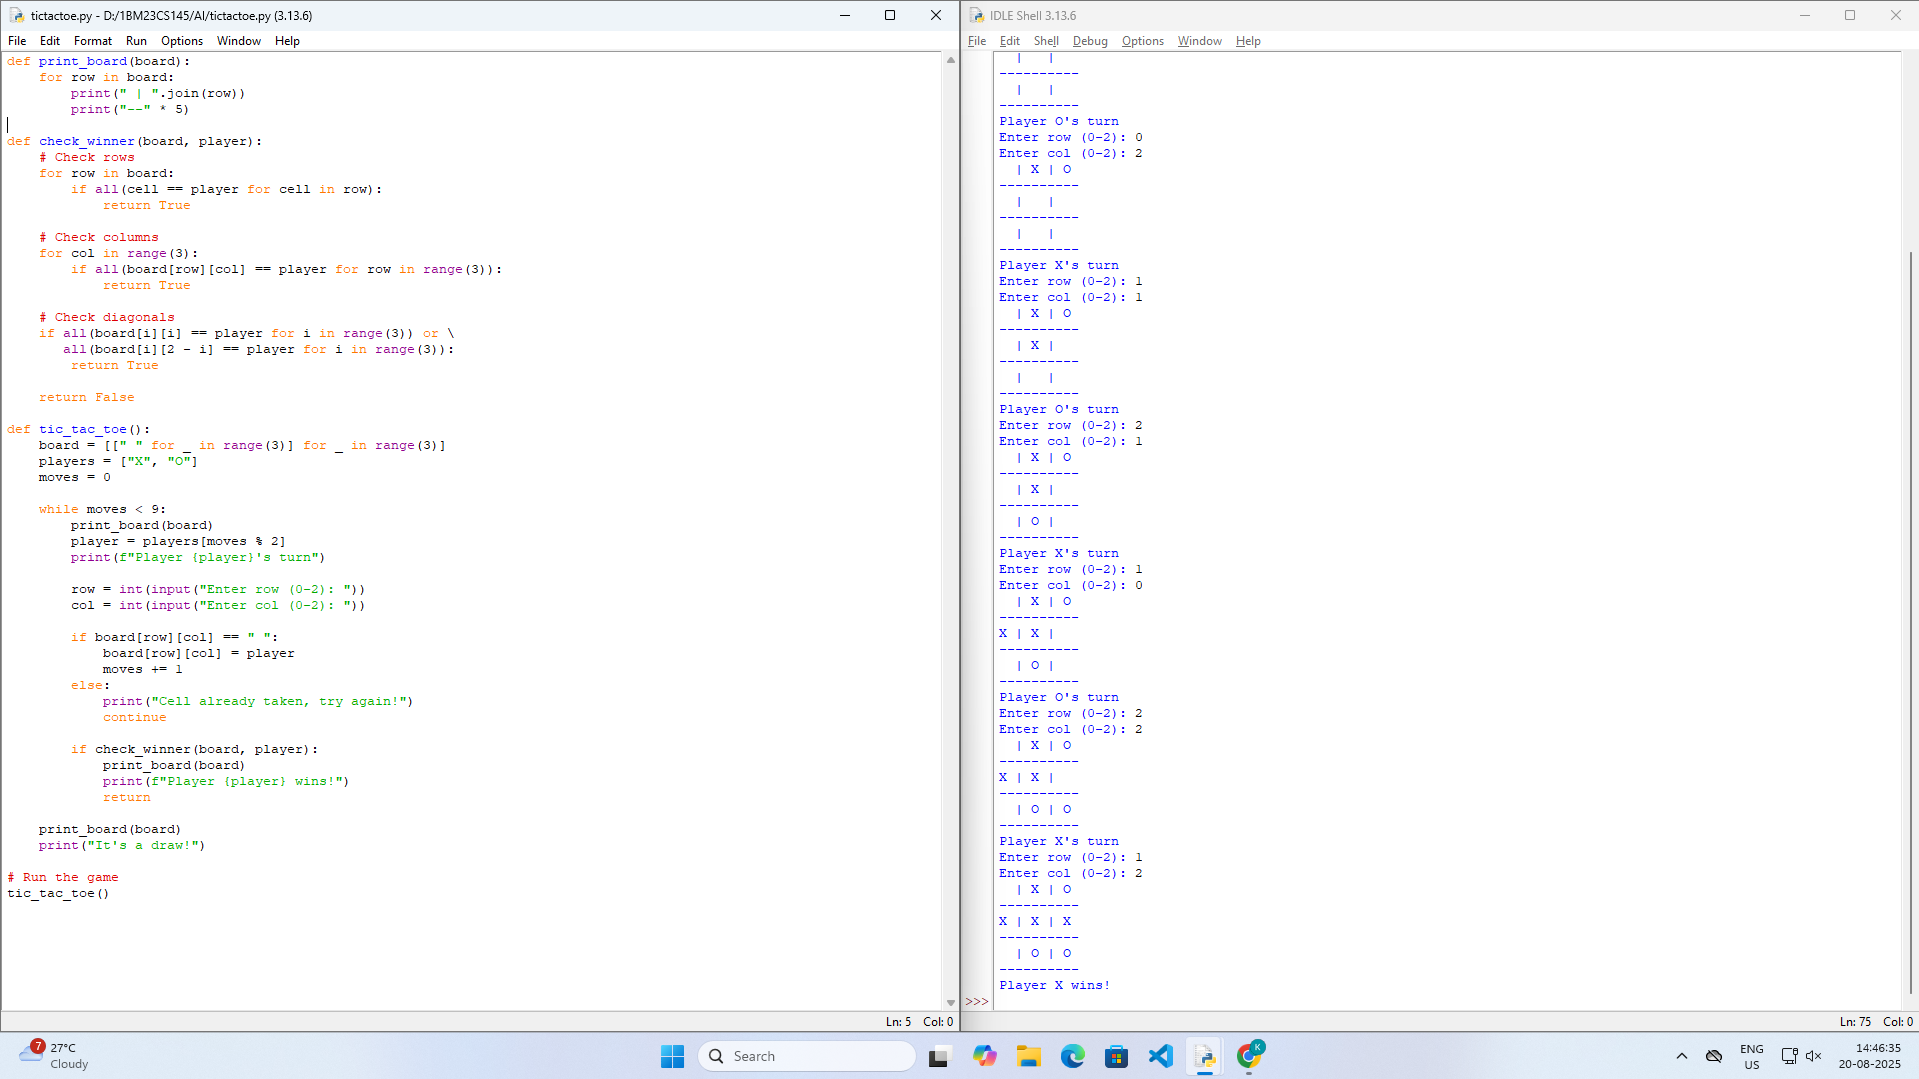 tictactoe.py - D:/1BM23CS145/AI/tictactoe.py (3.13.6)
File Edit Format Run Options Window Help
def print_board(board):
    for row in board:
        print(" | ".join(row))
        print("--" * 5)

def check_winner(board, player):
    # Check rows
    for row in board:
        if all(cell == player for cell in row):
            return True

    # Check columns
    for col in range(3):
        if all(board[row][col] == player for row in range(3)):
            return True

    # Check diagonals
    if all(board[i][i] == player for i in range(3)) or \
       all(board[i][2 - i] == player for i in range(3)):
        return True

    return False

def tic_tac_toe():
    board = [[" " for _ in range(3)] for _ in range(3)]
    players = ["X", "O"]
    moves = 0

    while moves < 9:
        print_board(board)
        player = players[moves % 2]
        print(f"Player {player}'s turn")

        row = int(input("Enter row (0-2): "))
        col = int(input("Enter col (0-2): "))

        if board[row][col] == " ":
            board[row][col] = player
            moves += 1
        else:
            print("Cell already taken, try again!")
            continue

        if check_winner(board, player):
            print_board(board)
            print(f"Player {player} wins!")
            return

    print_board(board)
    print("It's a draw!")

# Run the game
tic_tac_toe()
Ln: 5 Col: 0
IDLE Shell 3.13.6
File Edit Shell Debug Options Window Help
  |   |
----------
  |   |
----------
Player O's turn
Enter row (0-2): 0
Enter col (0-2): 2
  | X | O
----------
  |   |
----------
  |   |
----------
Player X's turn
Enter row (0-2): 1
Enter col (0-2): 1
  | X | O
----------
  | X |
----------
  |   |
----------
Player O's turn
Enter row (0-2): 2
Enter col (0-2): 1
  | X | O
----------
  | X |
----------
  | O |
----------
Player X's turn
Enter row (0-2): 1
Enter col (0-2): 0
  | X | O
----------
X | X |
----------
  | O |
----------
Player O's turn
Enter row (0-2): 2
Enter col (0-2): 2
  | X | O
----------
X | X |
----------
  | O | O
----------
Player X's turn
Enter row (0-2): 1
Enter col (0-2): 2
  | X | O
----------
X | X | X
----------
  | O | O
----------
Player X wins!
>>>
Ln: 75 Col: 0
7
27°C
Cloudy
Search
K
ENG
US
14:46:35
20-08-2025